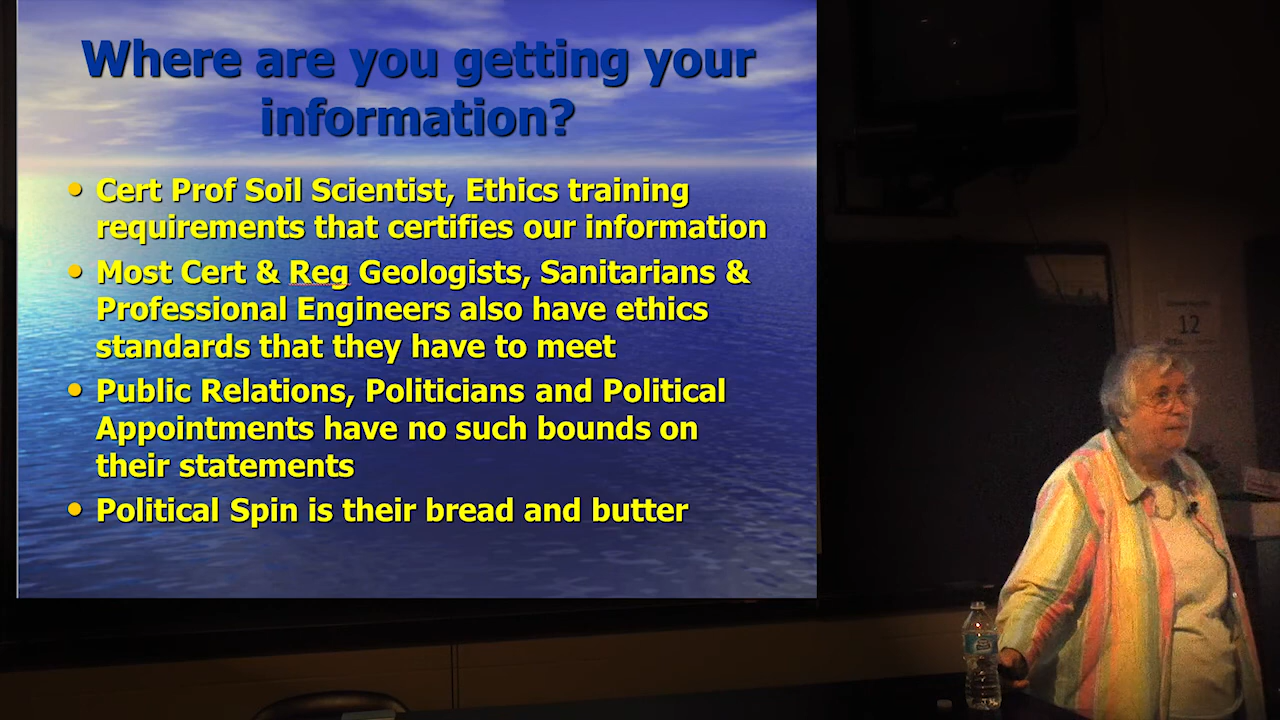 Where are you getting your
information?
• Cert Prof Soil Scientist, Ethics training
requirements that certifies our information
• Most Cert & Reg Geologists, Sanitarians &
Professional Engineers also have ethics
standards that they have to meet
• Public Relations, Politicians and Political
Appointments have no such bounds on
their statements
• Political Spin is their bread and butter
12